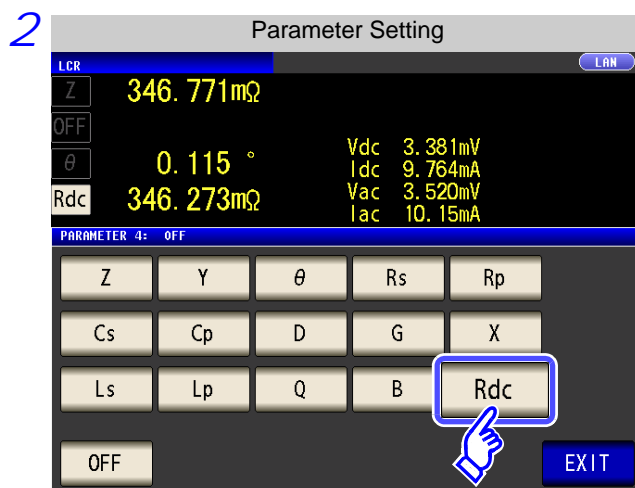 2
Parameter Setting
LCR LAN
Z 346.771mΩ
OFF
Vdc 3.381mV
θ 0.115 ° Idc 9.764mA
Vac 3.520mV
Rdc 346.273mΩ Iac 10.15mA
PARAMETER 4: OFF
Z Y θ Rs Rp
Cs Cp D G X
Ls Lp Q B Rdc
OFF EXIT